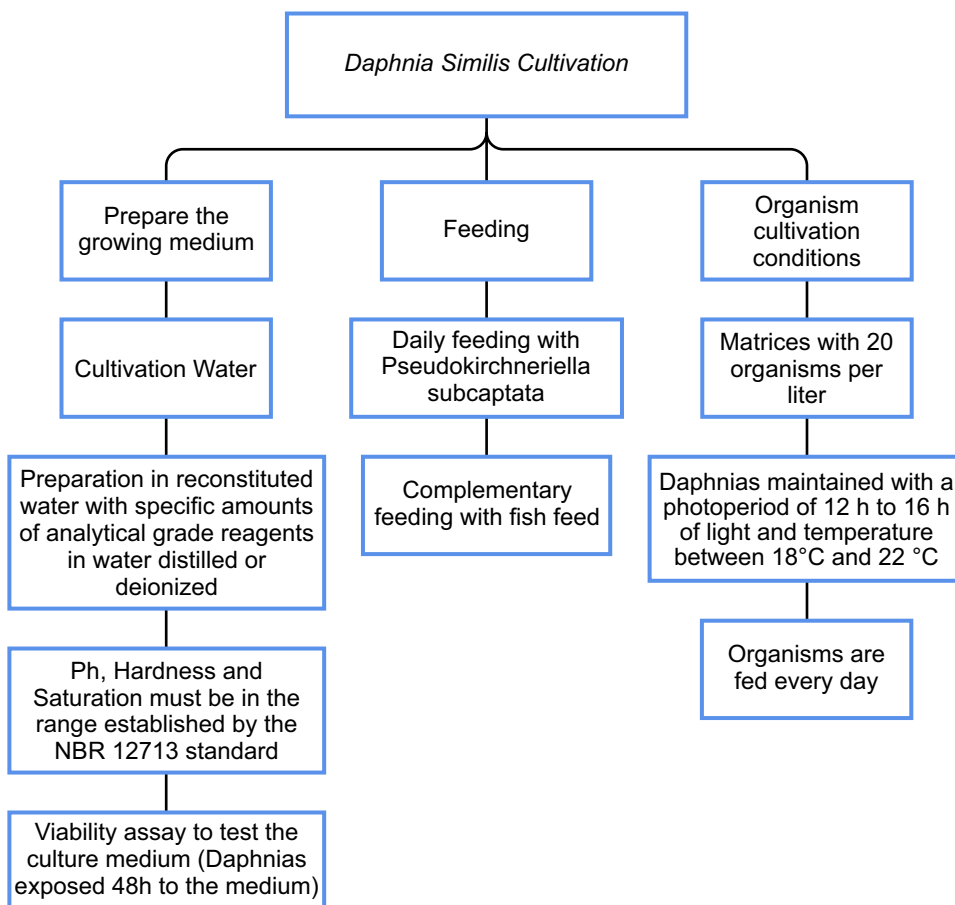 Daphnia Similis Cultivation
Prepare the
growing medium
Feeding
Organism
cultivation
conditions
Cultivation Water
Daily feeding with
Pseudokirchneriella
subcaptata
Matrices with 20
organisms per
liter
Preparation in reconstituted
water with specific amounts
of analytical grade reagents
in water distilled or
deionized
Complementary
feeding with fish feed
Daphnias maintained with a
photoperiod of 12 h to 16 h
of light and temperature
between 18°C and 22 °C
Ph, Hardness and
Saturation must be in the
range established by the
NBR 12713 standard
Organisms are
fed every day
Viability assay to test the
culture medium (Daphnias
exposed 48h to the medium)